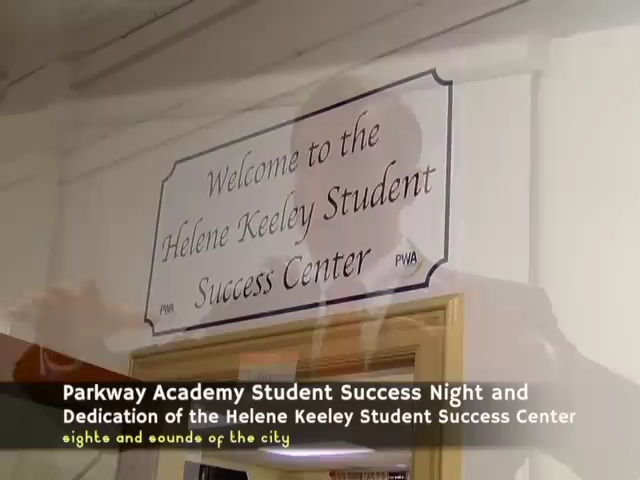 Welcome to the
Helene Keeley Student
Success Center
PWA
PWA
Parkway Academy Student Success Night and
Dedication of the Helene Keeley Student Success Center
sights and sounds of the city